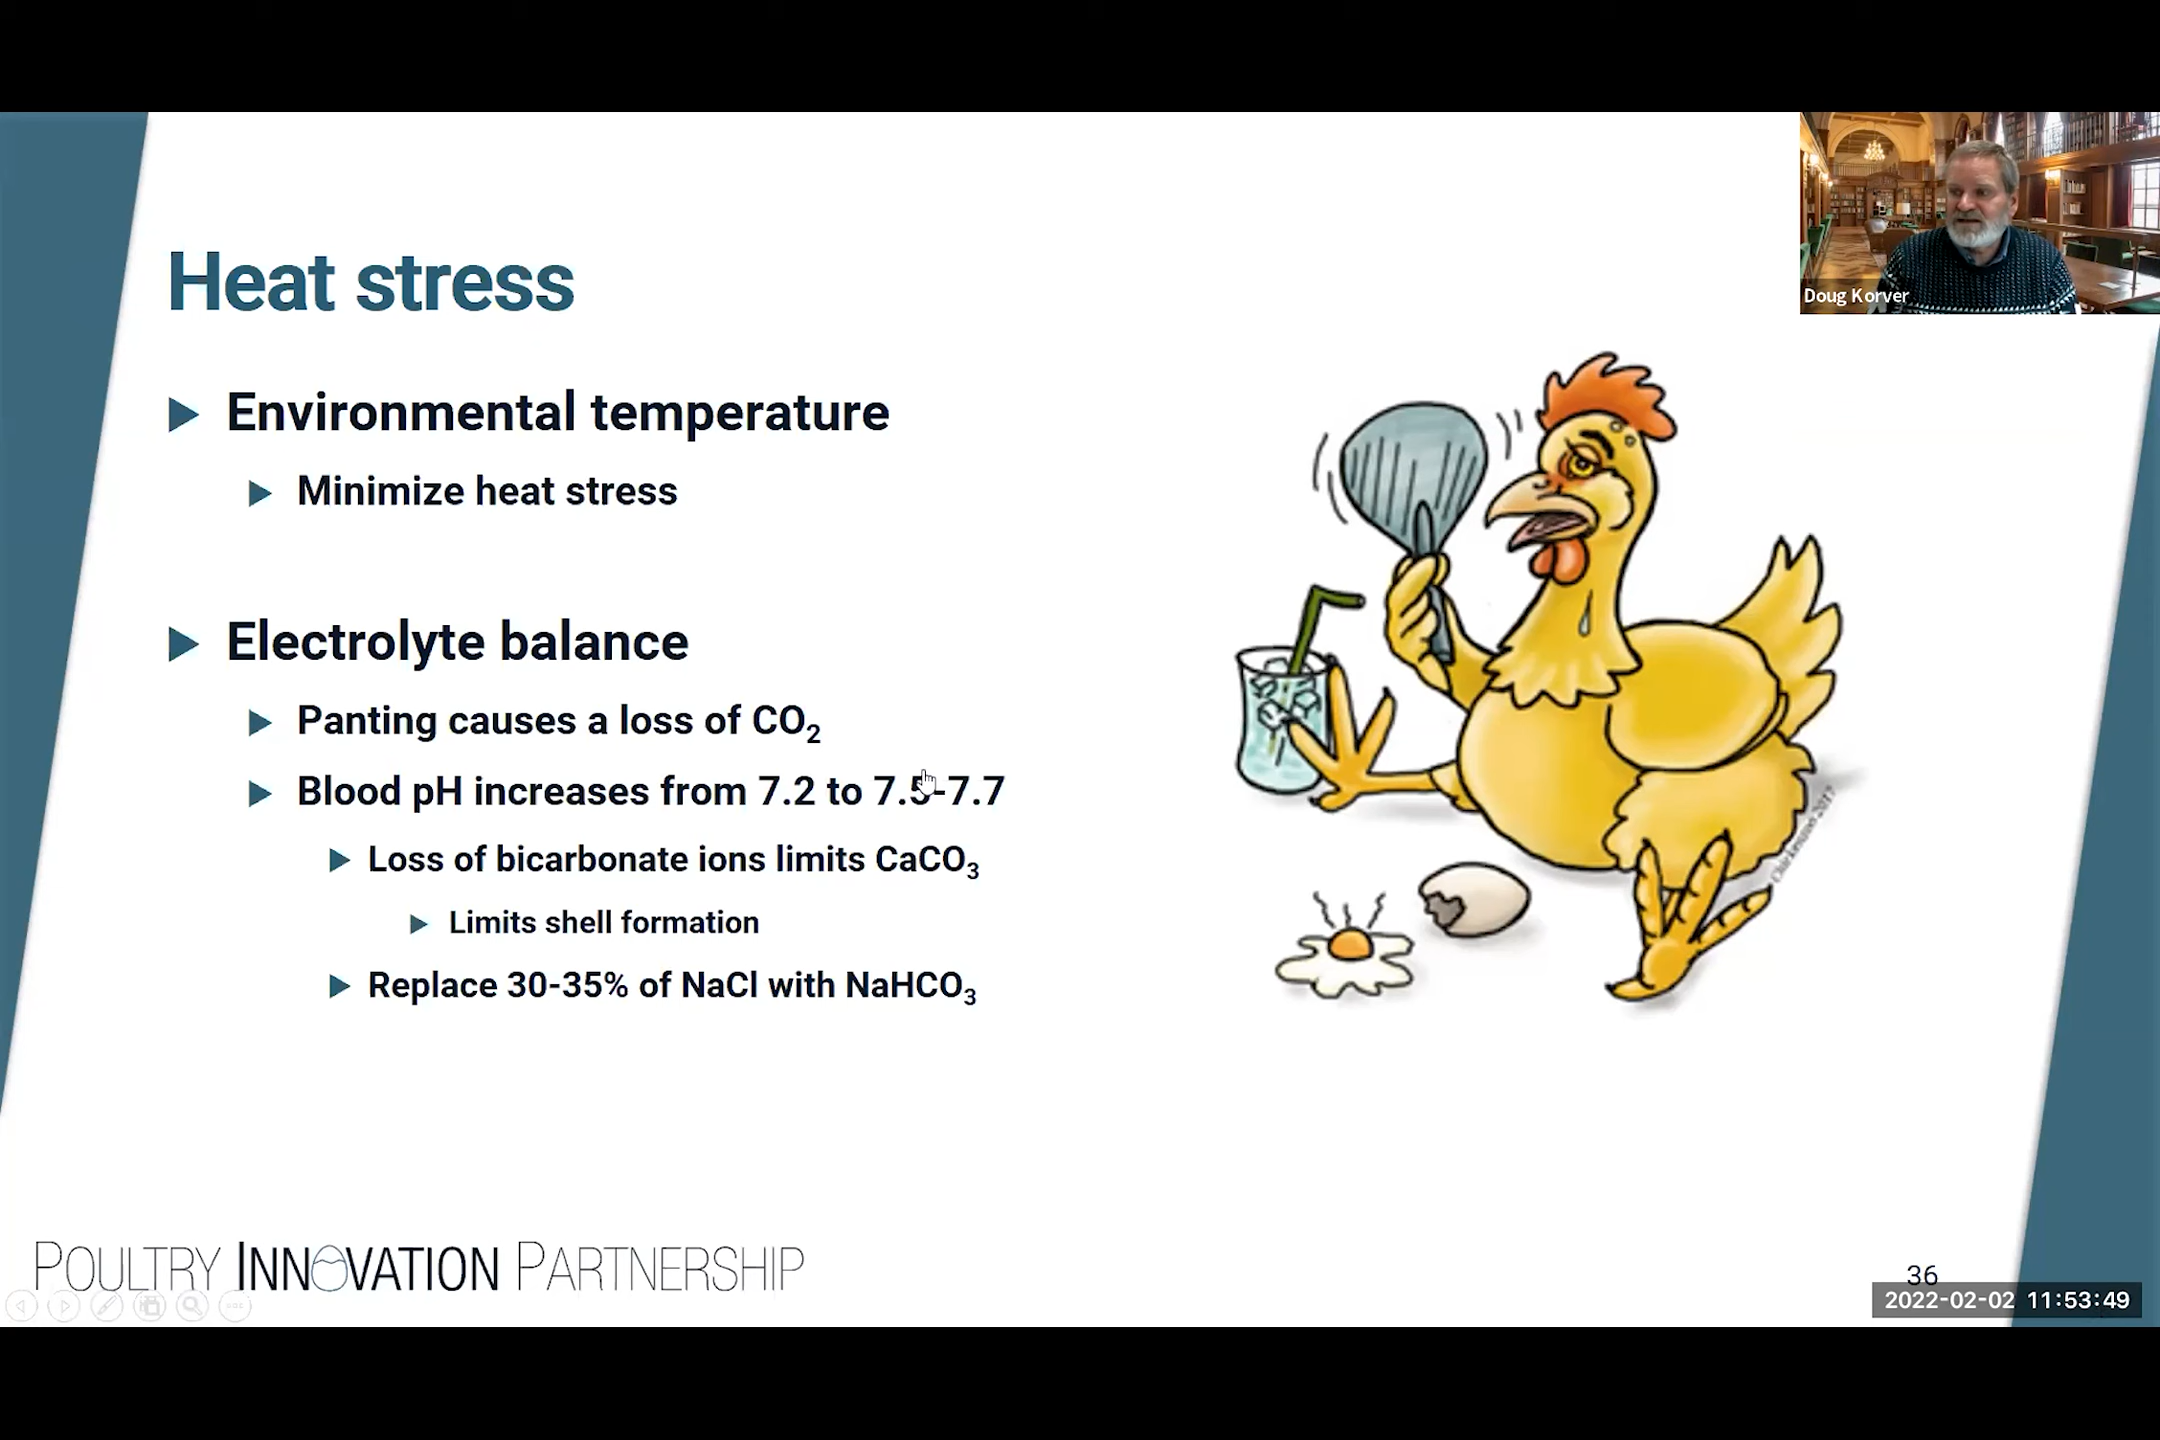 Doug Korver
Heat stress
Environmental temperature
Minimize heat stress
Electrolyte balance
Panting causes a loss of CO₂
Blood pH increases from 7.2 to 7.5-7.7
Loss of bicarbonate ions limits CaCO₃
Limits shell formation
Replace 30-35% of NaCl with NaHCO₃
POULTRY INNOVATION PARTNERSHIP
36
2022-02-02 11:53:49